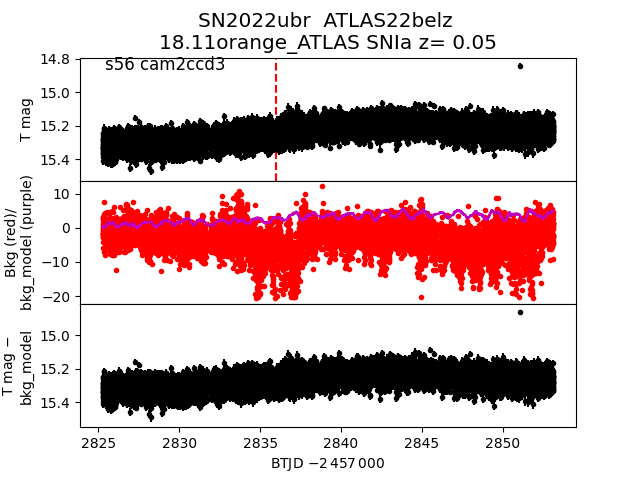 SN2022ubr  ATLAS22belz
18.11orange_ATLAS SNIa z= 0.05
s56 cam2ccd3
14.8
15.0
15.2
15.4
T mag
10
0
−10
−20
Bkg (red)/
bkg_model (purple)
15.0
15.2
15.4
T mag −
bkg_model
2825 2830 2835 2840 2845 2850
BTJD −2 457 000